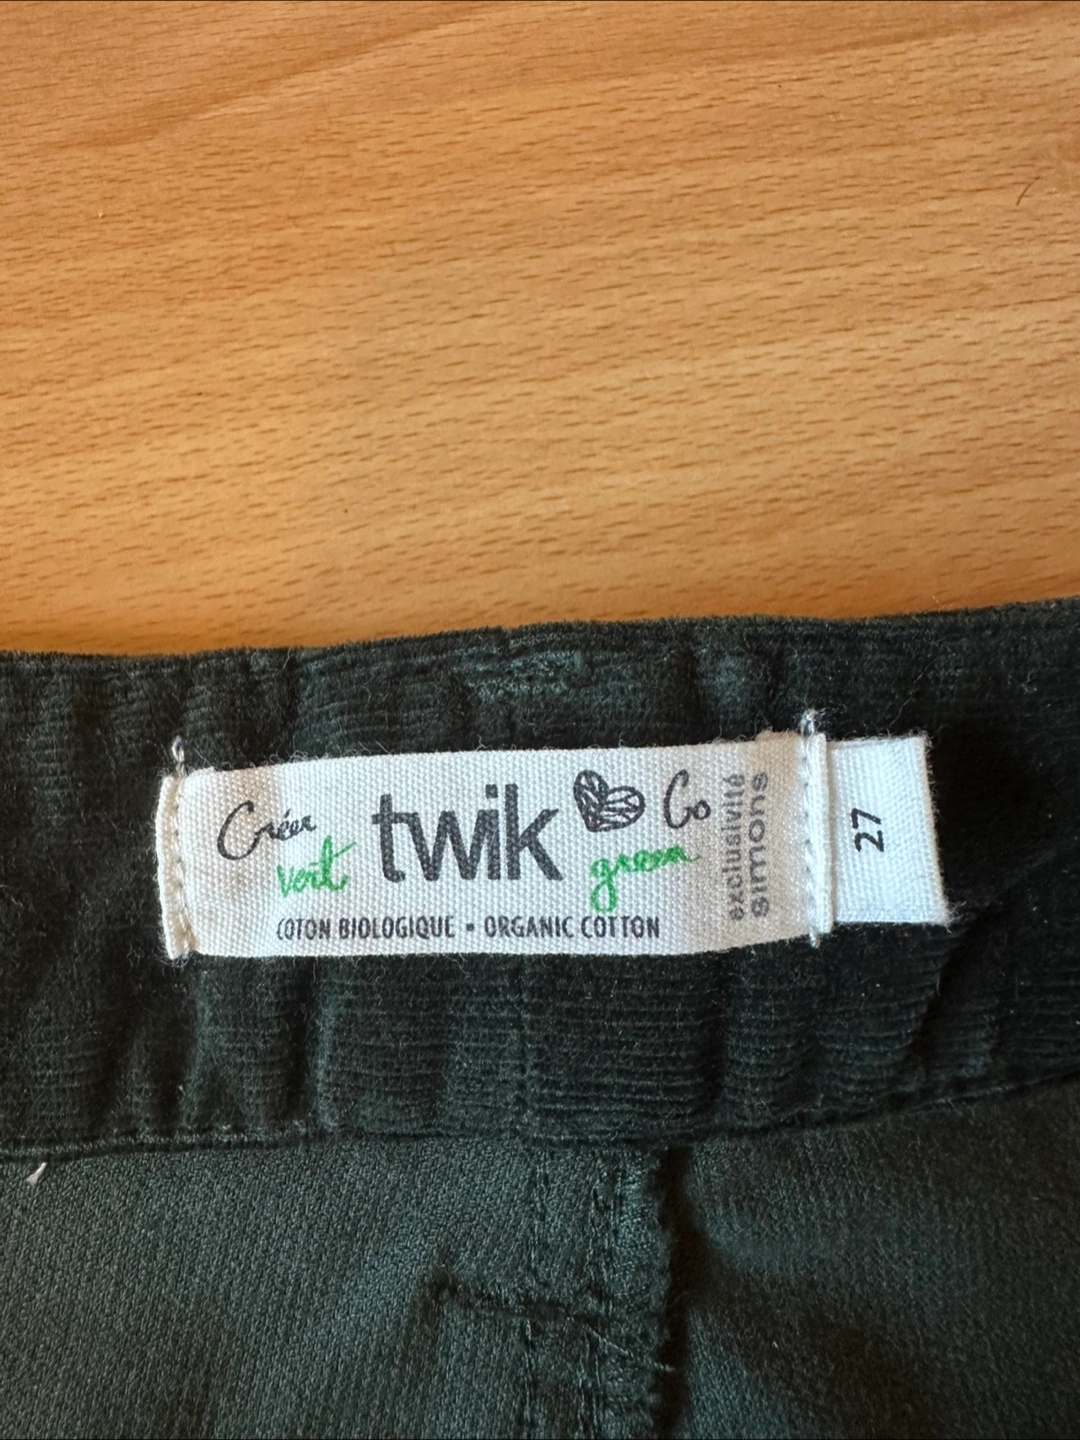 Créer
vert
twik
Go
green
COTON BIOLOGIQUE • ORGANIC COTTON
exclusivité
simons
27